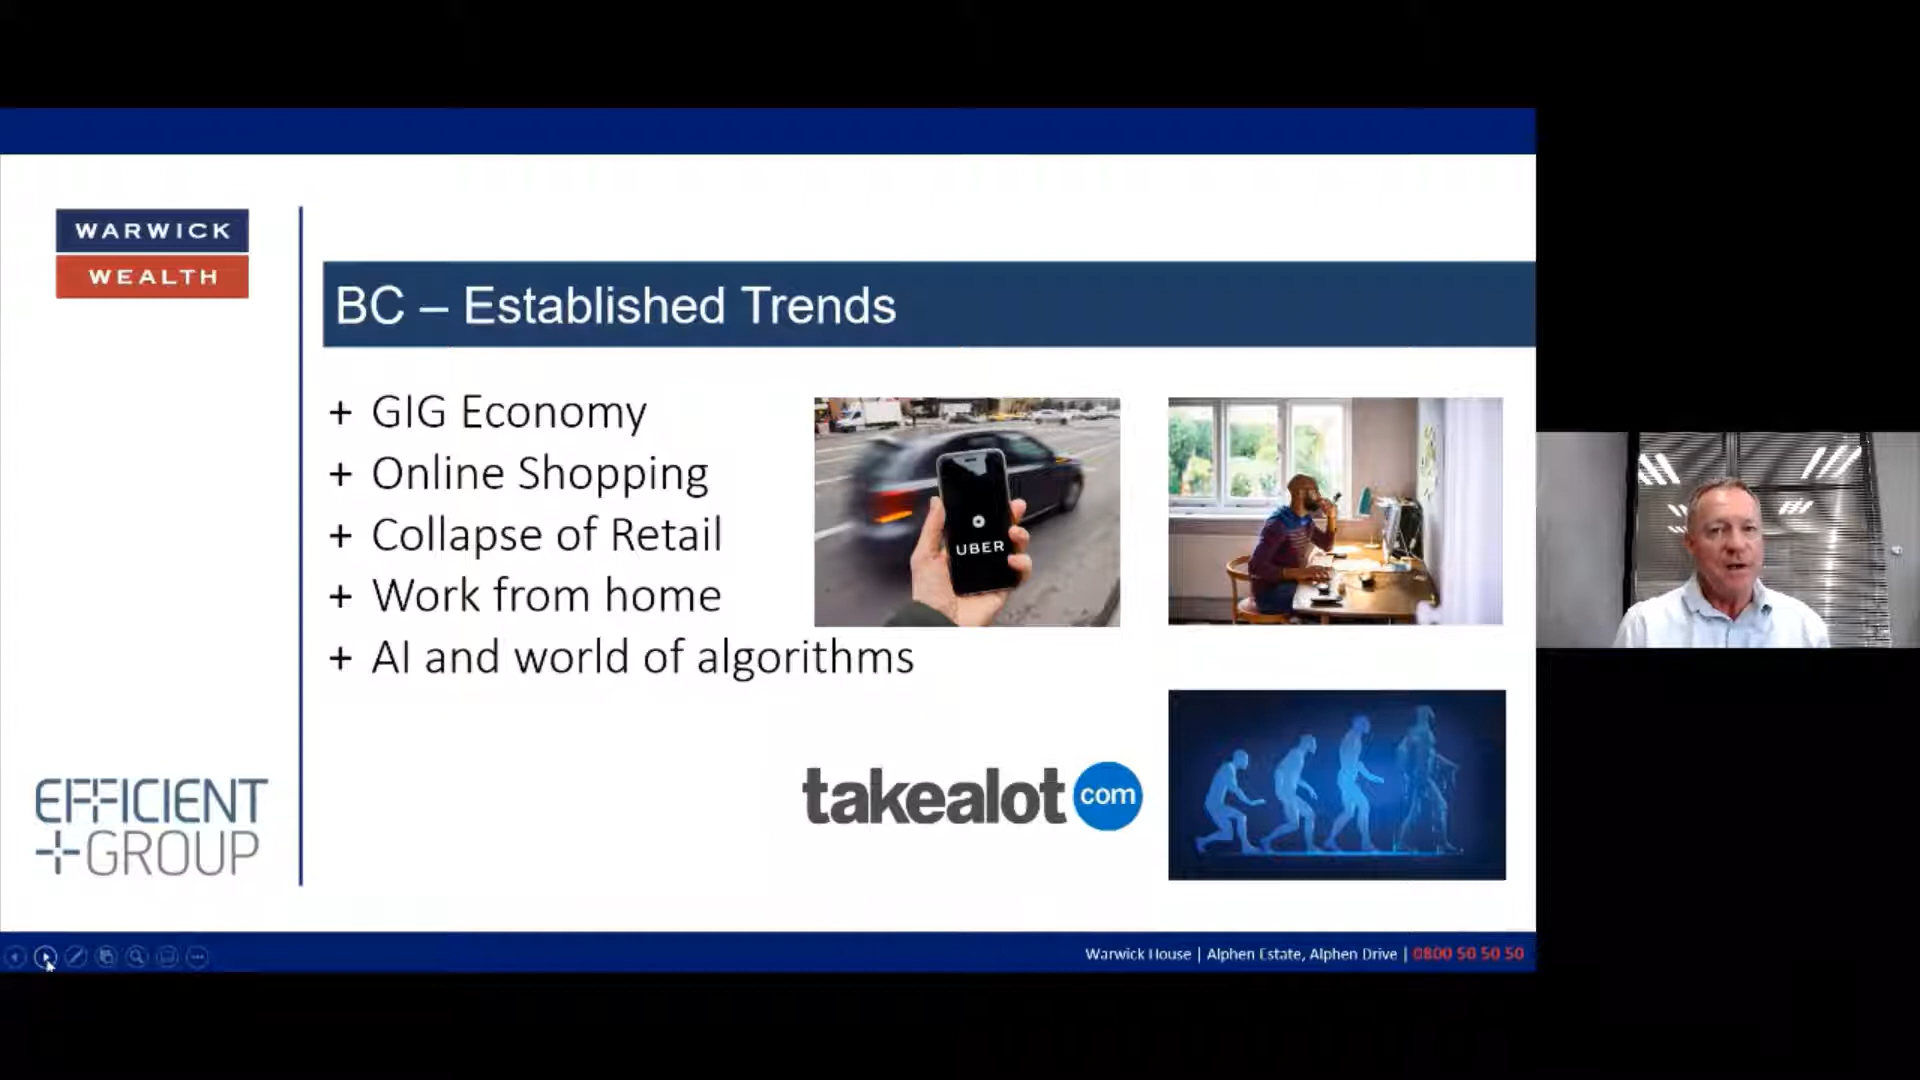 WARWICK
WEALTH
BC – Established Trends
+ GIG Economy
+ Online Shopping
+ Collapse of Retail
+ Work from home
+ AI and world of algorithms
UBER
takealot com
EFFICIENT
GROUP
Warwick House | Alphen Estate, Alphen Drive | 0800 50 50 50